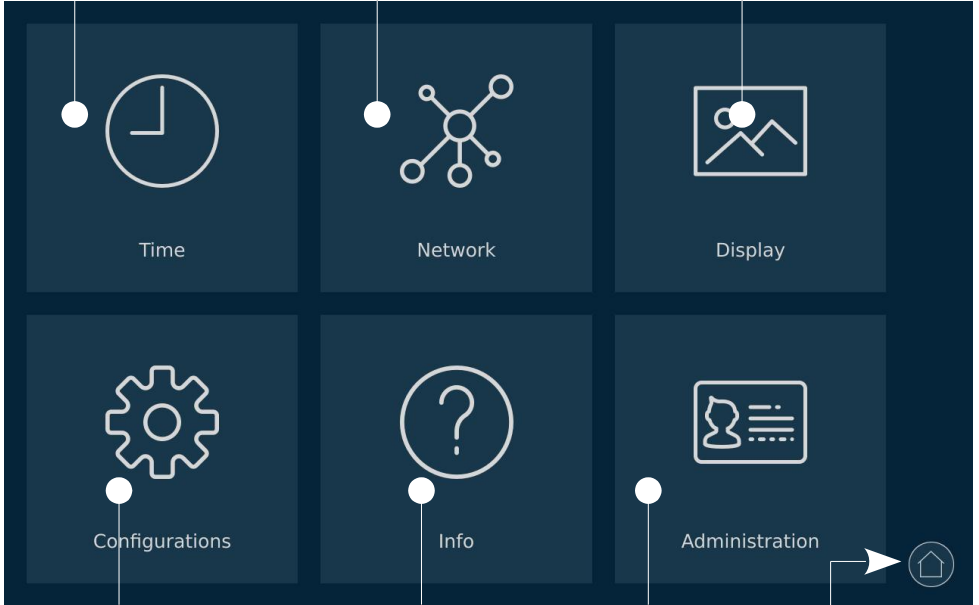 Time
Network
Display
Configurations
Info
Administration